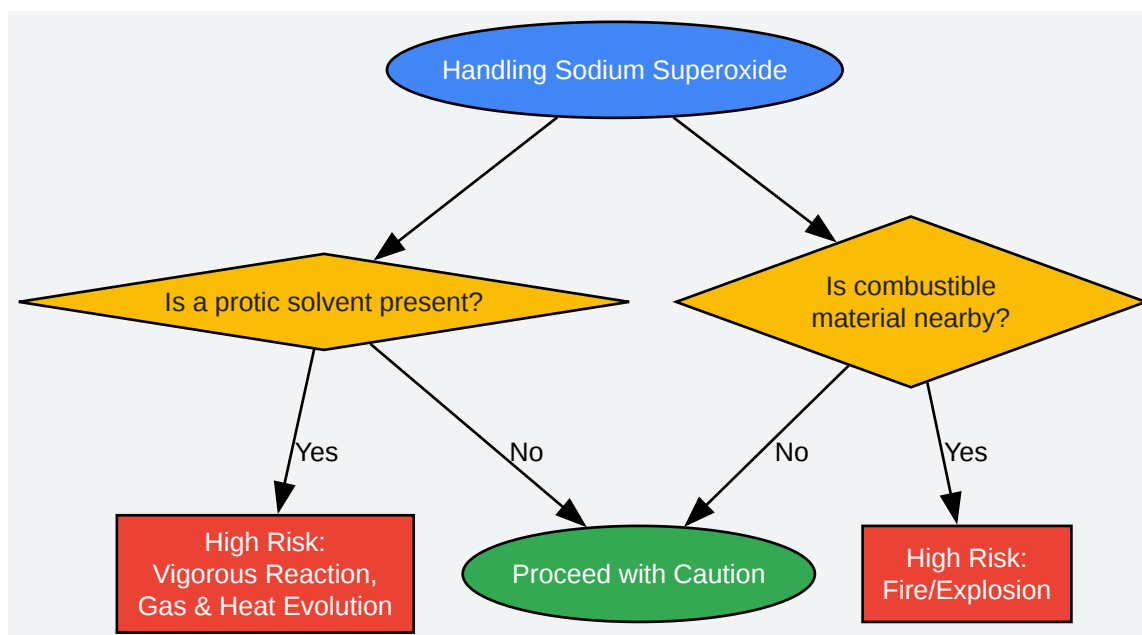 Handling Sodium Superoxide
Is a protic solvent present?
Is combustible
material nearby?
Yes
No
No
Yes
High Risk:
Vigorous Reaction,
Gas & Heat Evolution
Proceed with Caution
High Risk:
Fire/Explosion